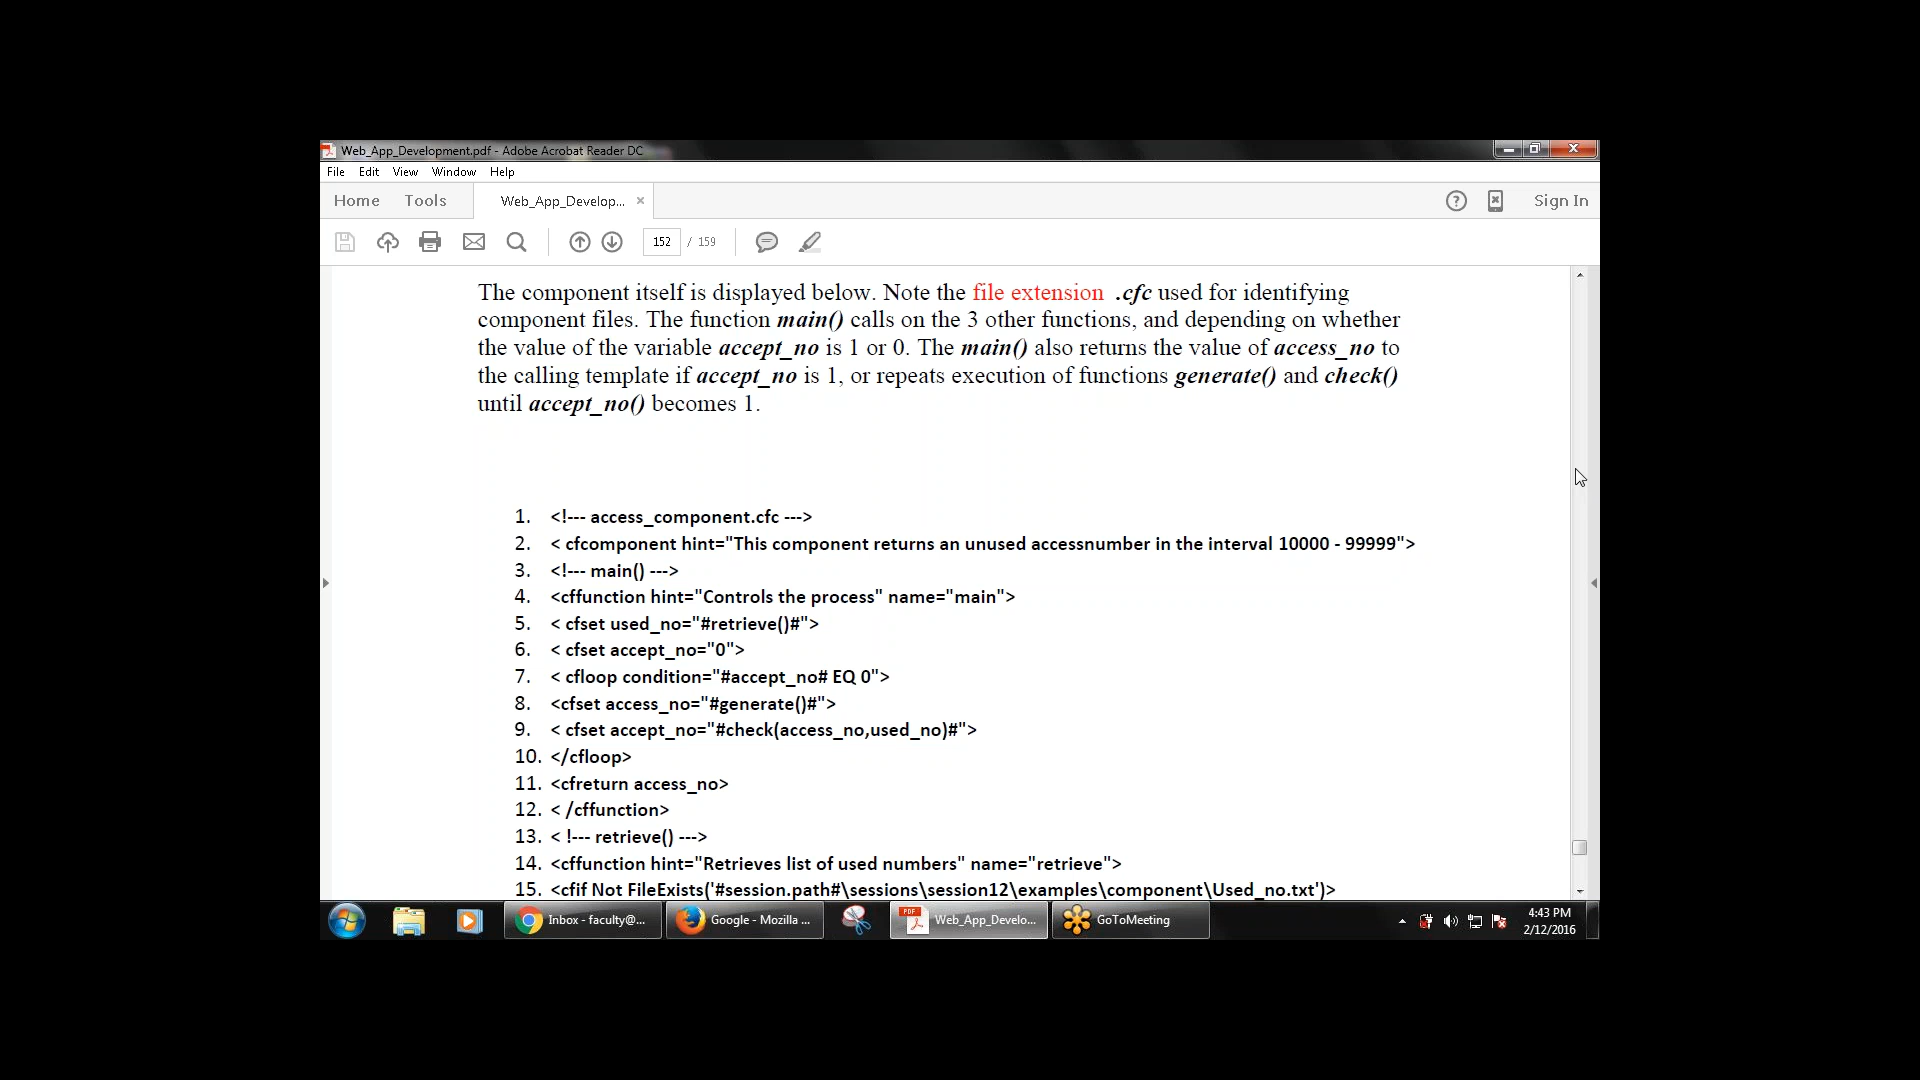 Web_App_Development.pdf - Adobe Acrobat Reader DC
File Edit View Window Help
Home Tools Web_App_Develop... × Sign In
152 / 159
The component itself is displayed below. Note the file extension .cfc used for identifying
component files. The function main() calls on the 3 other functions, and depending on whether
the value of the variable accept_no is 1 or 0. The main() also returns the value of access_no to
the calling template if accept_no is 1, or repeats execution of functions generate() and check()
until accept_no() becomes 1.
1. <!--- access_component.cfc --->
2. < cfcomponent hint="This component returns an unused accessnumber in the interval 10000 - 99999">
3. <!--- main() --->
4. <cffunction hint="Controls the process" name="main">
5. < cfset used_no="#retrieve()#">
6. < cfset accept_no="0">
7. < cfloop condition="#accept_no# EQ 0">
8. <cfset access_no="#generate()#">
9. < cfset accept_no="#check(access_no,used_no)#">
10. </cfloop>
11. <cfreturn access_no>
12. < /cffunction>
13. < !--- retrieve() --->
14. <cffunction hint="Retrieves list of used numbers" name="retrieve">
15. <cfif Not FileExists('#session.path#\sessions\session12\examples\component\Used_no.txt')>
Inbox - faculty@... Google - Mozilla ... Web_App_Develo... GoToMeeting 4:43 PM
2/12/2016